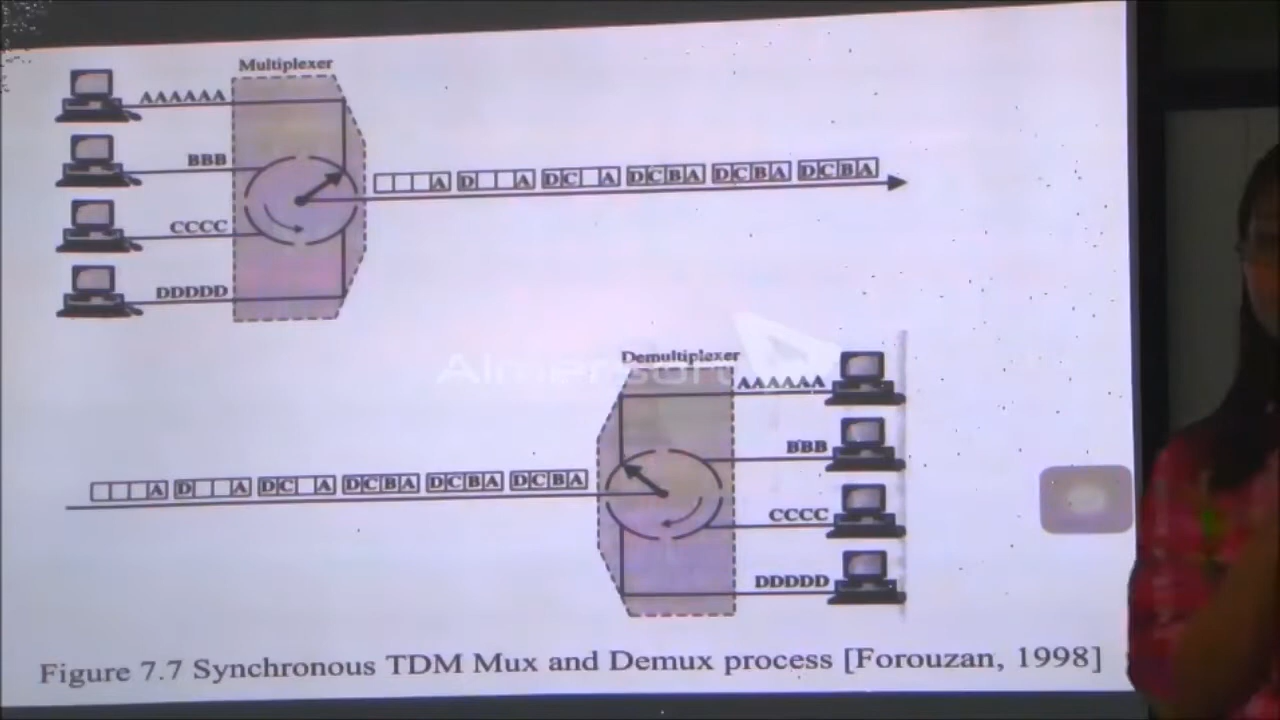 Multiplexer
AAAAAA
BBB
CCCC
DDDDD
A D A DC A DCBA DCBA DCBA
Aimersoft
Demultiplexer
AAAAAA
BBB
CCCC
DDDDD
A D A DC A DCBA DCBA DCBA
Figure 7.7 Synchronous TDM Mux and Demux process [Forouzan, 1998]